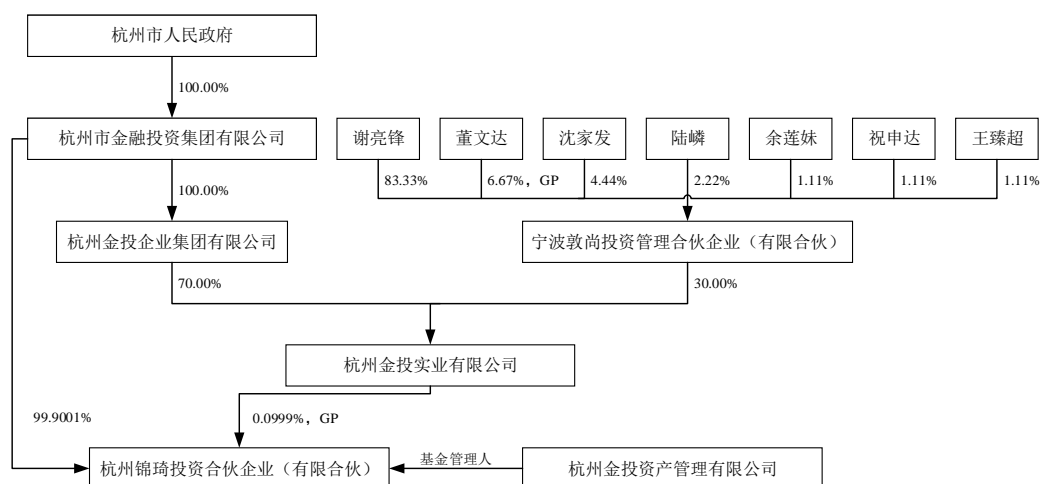 杭州市人民政府
100.00%
杭州市金融投资集团有限公司
谢亮锋
董文达
沈家发
陆嶙
余莲妹
祝申达
王臻超
100.00%
83.33%
6.67%，GP
4.44%
2.22%
1.11%
1.11%
1.11%
杭州金投企业集团有限公司
宁波敦尚投资管理合伙企业（有限合伙）
70.00%
30.00%
杭州金投实业有限公司
99.9001%
0.0999%，GP
杭州锦琦投资合伙企业（有限合伙）
基金管理人
杭州金投资产管理有限公司